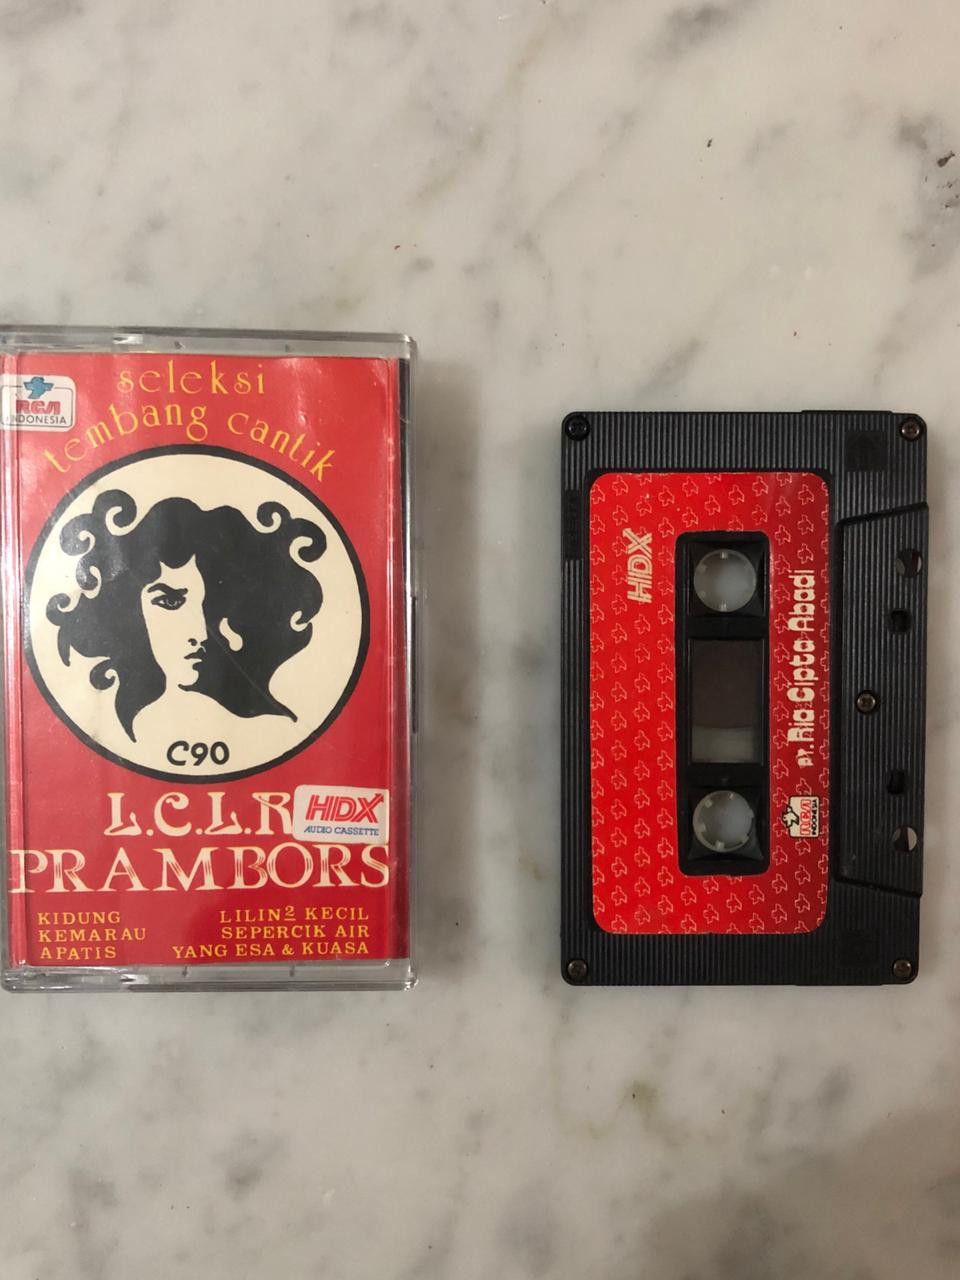 seleksi
tembang cantik
RCA
INDONESIA
C90
L.C.L.R
HDX
AUDIO CASSETTE
PRAMBORS
KIDUNG
KEMARAU
APATIS
LILIN² KECIL
SEPERCIK AIR
YANG ESA & KUASA
HDX
PT. Ria Cipta Abadi
RCA
INDONESIA